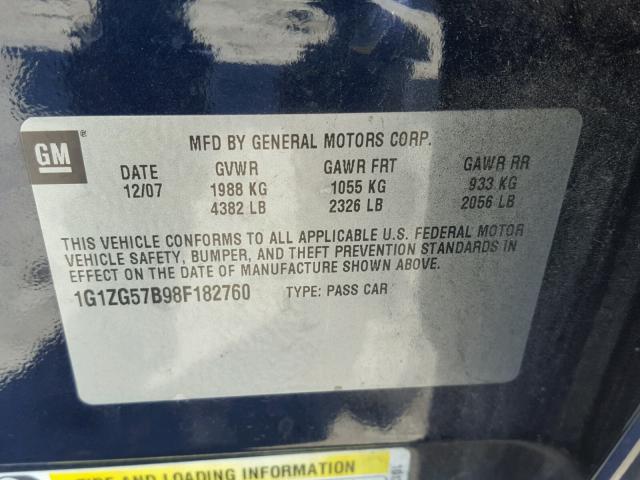 GM ®
MFD BY GENERAL MOTORS CORP.
DATE GVWR GAWR FRT GAWR RR
12/07 1988 KG 1055 KG 933 KG
4382 LB 2326 LB 2056 LB
THIS VEHICLE CONFORMS TO ALL APPLICABLE U.S. FEDERAL MOTOR
VEHICLE SAFETY, BUMPER, AND THEFT PREVENTION STANDARDS IN
EFFECT ON THE DATE OF MANUFACTURE SHOWN ABOVE.
1G1ZG57B98F182760 TYPE: PASS CAR
TIRE AND LOADING INFORMATION